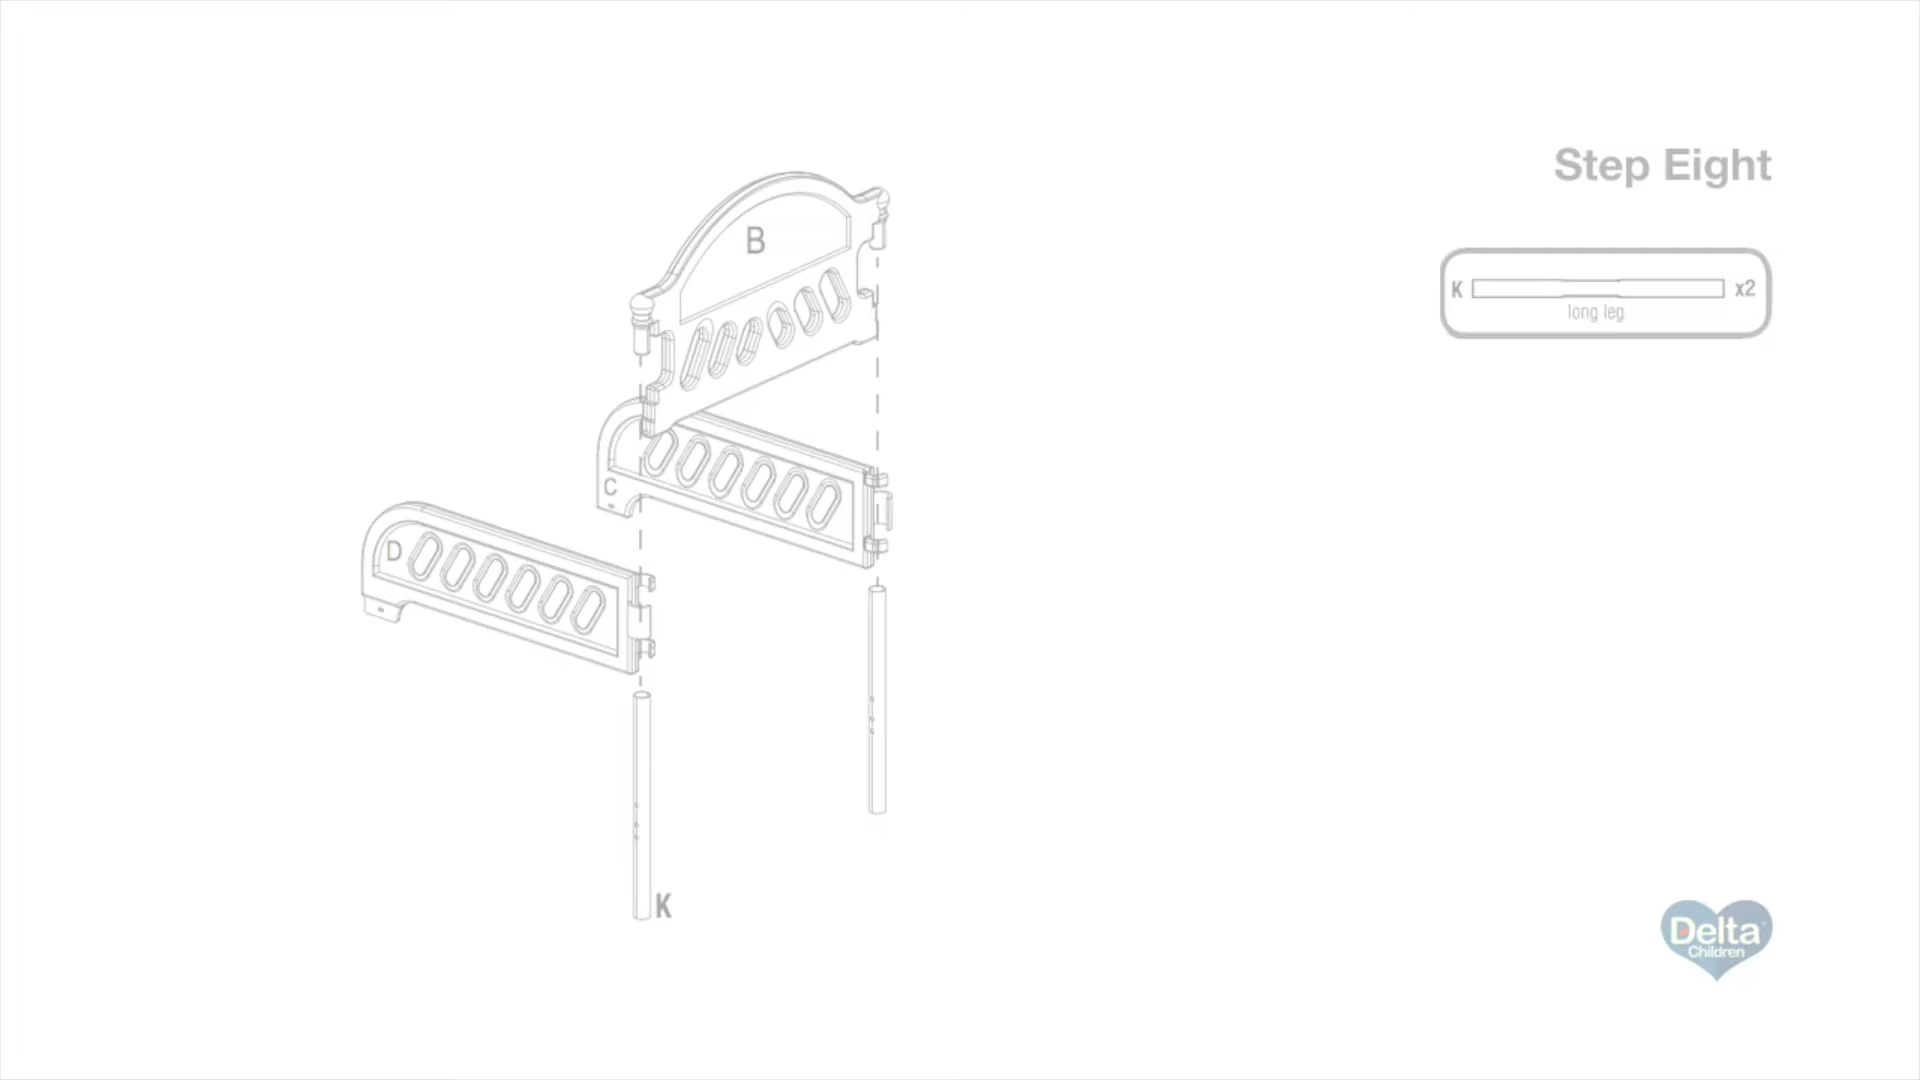 Step Eight
K x2
long leg
B
C
D
K
Delta
Children